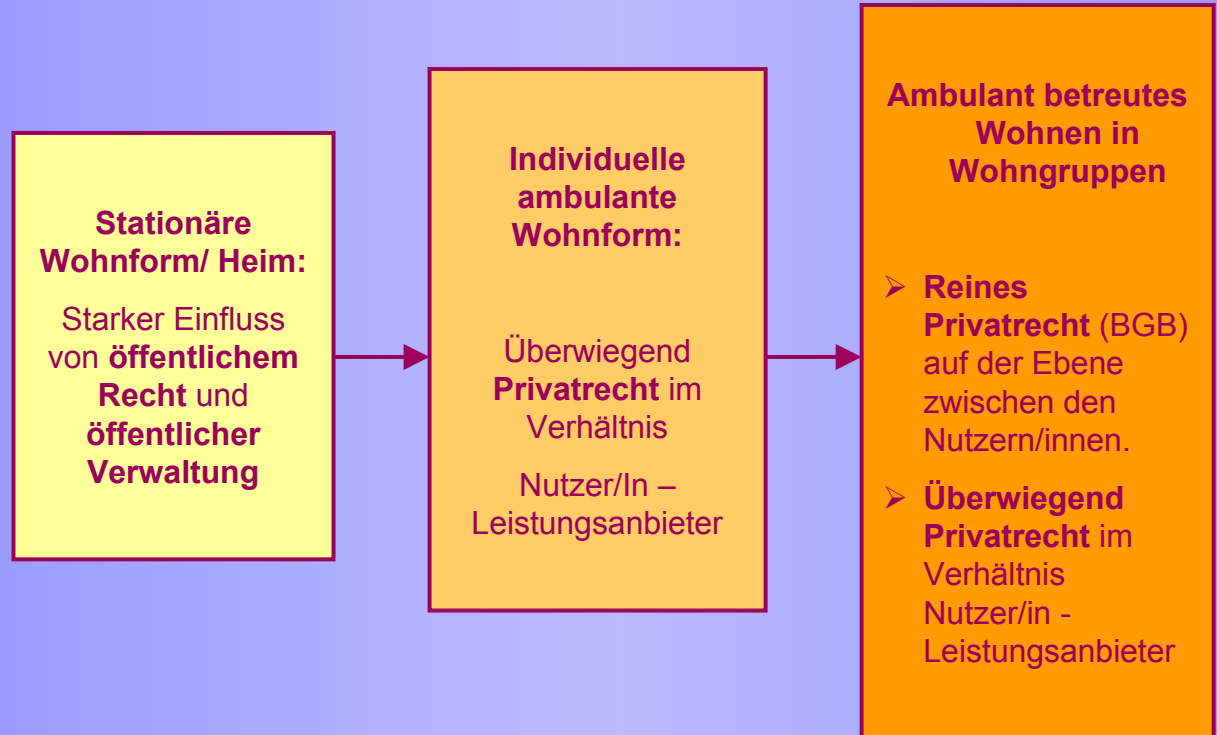 Stationäre
Wohnform/ Heim:
Starker Einfluss
von öffentlichem
Recht und
öffentlicher
Verwaltung
Individuelle
ambulante
Wohnform:
Überwiegend
Privatrecht im
Verhältnis
Nutzer/In –
Leistungsanbieter
Ambulant betreutes
Wohnen in
Wohngruppen
➢ Reines
Privatrecht (BGB)
auf der Ebene
zwischen den
Nutzern/innen.
➢ Überwiegend
Privatrecht im
Verhältnis
Nutzer/in -
Leistungsanbieter